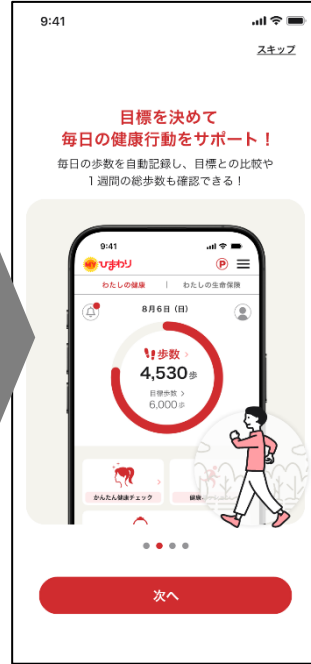 9:41
スキップ
目標を決めて
毎日の健康行動をサポート！
毎日の歩数を自動記録し、目標との比較や
1週間の総歩数も確認できる！
9:41
MY ひまわり P
わたしの健康 | わたしの生命保険
8月6日（日）
歩数 >
4,530歩
目標歩数 >
6,000歩
かんたん健康チェック
健康
次へ